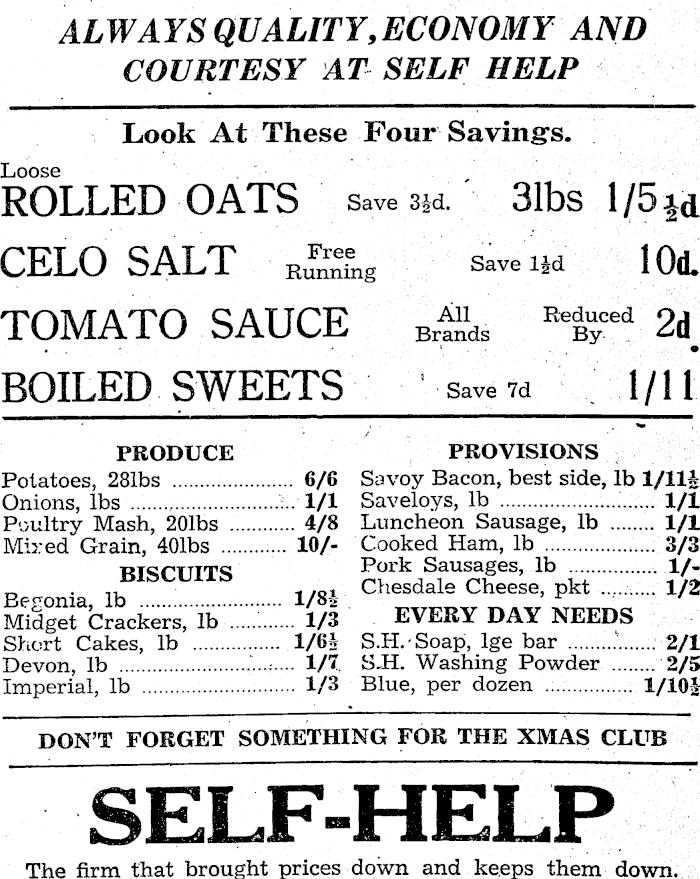 ALWAYS QUALITY, ECONOMY AND
COURTESY AT SELF HELP
Look At These Four Savings.
Loose
ROLLED OATS Save 3½d. 3lbs 1/5½d
CELO SALT Free Running Save 1½d 10d.
TOMATO SAUCE All Brands Reduced By 2d.
BOILED SWEETS Save 7d 1/11
PRODUCE
Potatoes, 28lbs ...................... 6/6
Onions, lbs ............................ 1/1
Poultry Mash, 20lbs ........... 4/8
Mixed Grain, 40lbs ............ 10/-
BISCUITS
Begonia, lb ........................ 1/8½
Midget Crackers, lb ............ 1/3
Short Cakes, lb ................. 1/6½
Devon, lb ............................. 1/7
Imperial, lb .......................... 1/3
PROVISIONS
Savoy Bacon, best side, lb 1/11½
Saveloys, lb ......................... 1/1
Luncheon Sausage, lb ........ 1/1
Cooked Ham, lb .................. 3/3
Pork Sausages, lb ................ 1/-
Chesdale Cheese, pkt .......... 1/2
EVERY DAY NEEDS
S.H. Soap, lge bar ............... 2/1
S.H. Washing Powder ........ 2/5
Blue, per dozen ................ 1/10½
DON'T FORGET SOMETHING FOR THE XMAS CLUB
SELF-HELP
The firm that brought prices down and keeps them down.